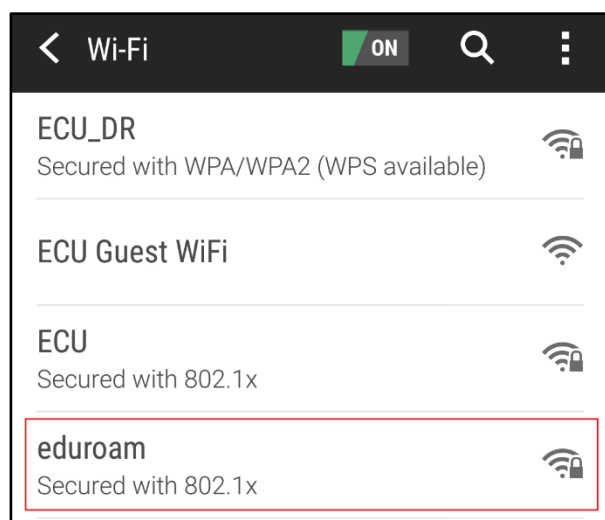 Wi-Fi ON
ECU_DR
Secured with WPA/WPA2 (WPS available)
ECU Guest WiFi
ECU
Secured with 802.1x
eduroam
Secured with 802.1x